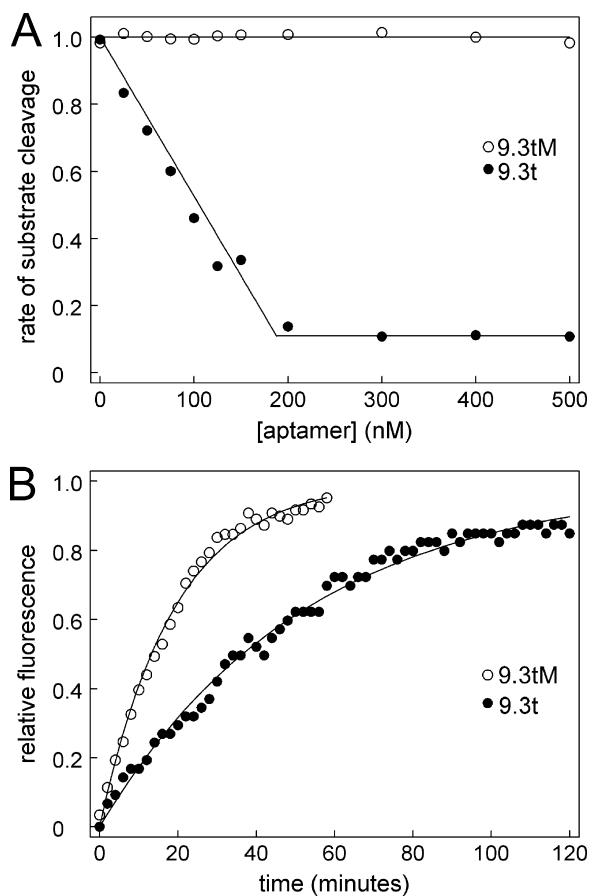 A
1.0
0.8
0.6
0.4
0.2
0
rate of substrate cleavage
9.3tM
9.3t
0 100 200 300 400 500
[aptamer] (nM)
B
1.0
0.8
0.6
0.4
0.2
0
relative fluorescence
9.3tM
9.3t
0 20 40 60 80 100 120
time (minutes)